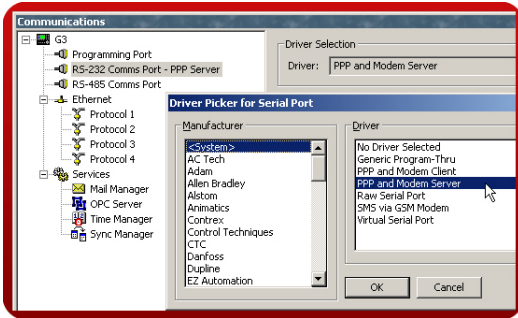 Communications
G3
Programming Port
RS-232 Comms Port - PPP Server
RS-485 Comms Port
Ethernet
Protocol 1
Protocol 2
Protocol 3
Protocol 4
Services
Mail Manager
OPC Server
Time Manager
Sync Manager
Driver Selection
Driver: PPP and Modem Server
Driver Picker for Serial Port
Manufacturer
<System>
AC Tech
Adam
Allen Bradley
Alstom
Animatics
Contrex
Control Techniques
CTC
Danfoss
Dupline
EZ Automation
Driver
No Driver Selected
Generic Program-Thru
PPP and Modem Client
PPP and Modem Server
Raw Serial Port
SMS via GSM Modem
Virtual Serial Port
OK
Cancel